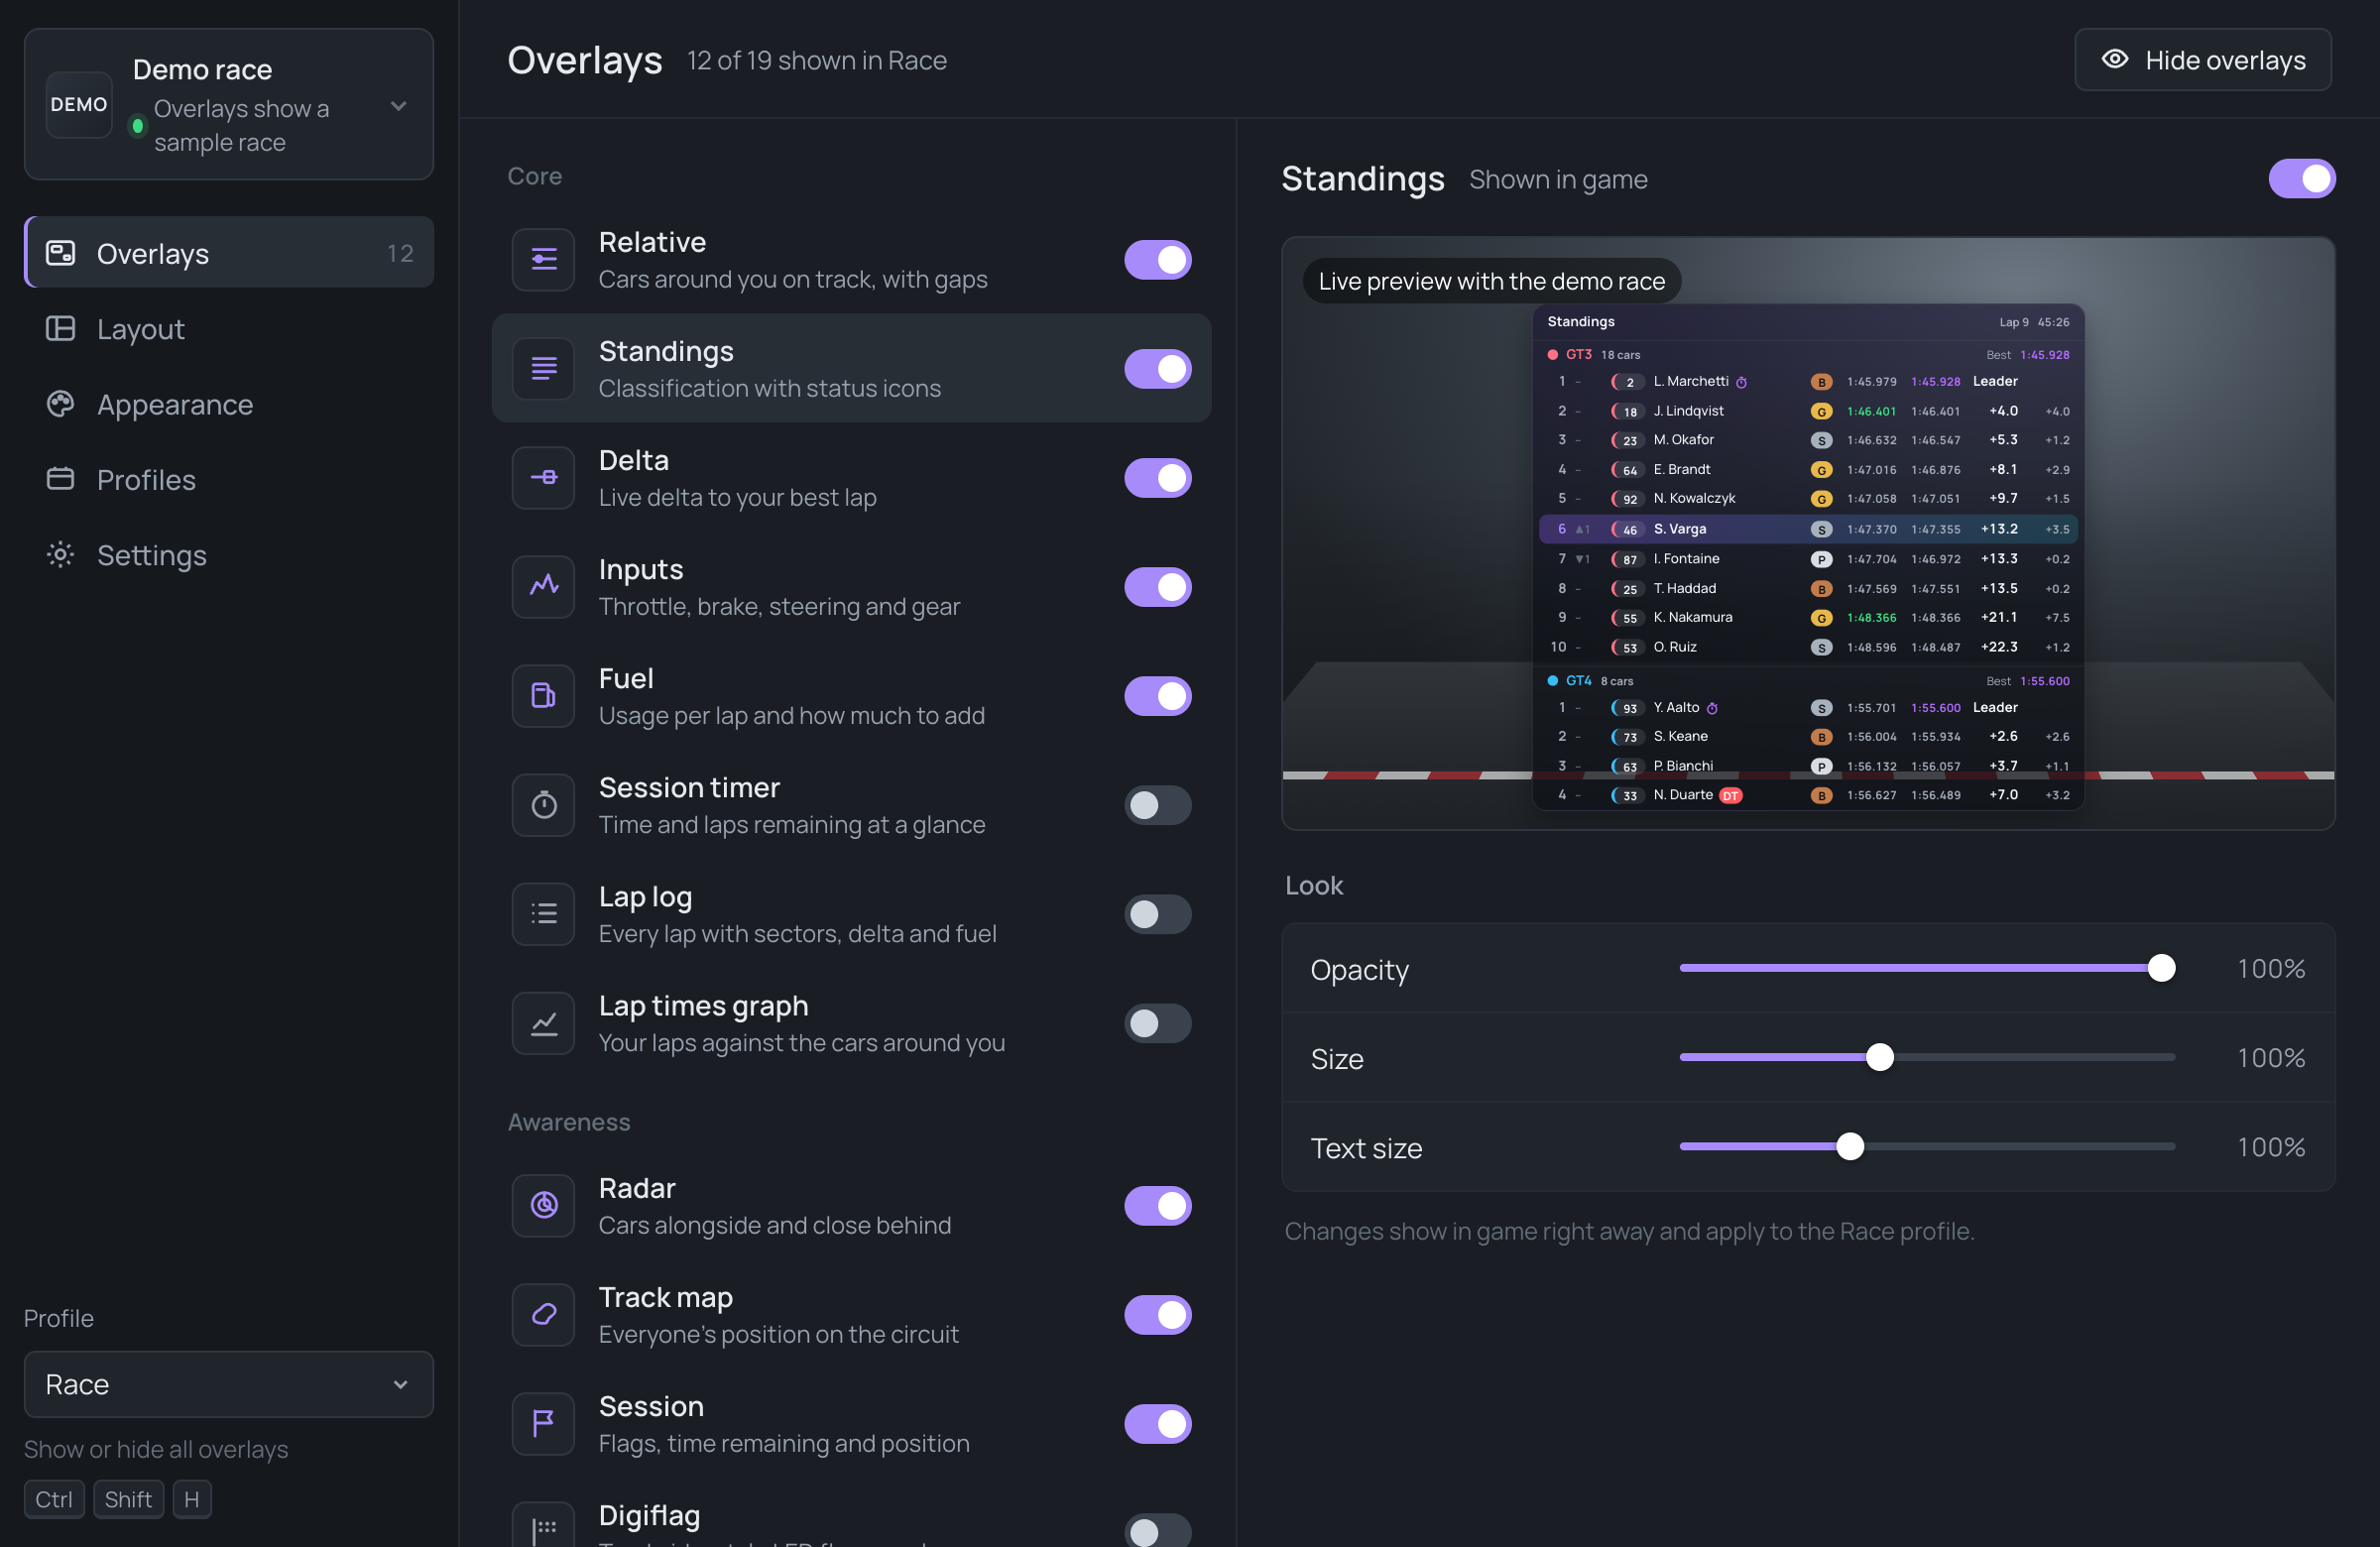 DEMO
Demo race
Overlays show a
sample race
Overlays 12
Layout
Appearance
Profiles
Settings
Profile
Race
Show or hide all overlays
Ctrl Shift H
Overlays 12 of 19 shown in Race
Hide overlays
Core
Relative
Cars around you on track, with gaps
Standings
Classification with status icons
Delta
Live delta to your best lap
Inputs
Throttle, brake, steering and gear
Fuel
Usage per lap and how much to add
Session timer
Time and laps remaining at a glance
Lap log
Every lap with sectors, delta and fuel
Lap times graph
Your laps against the cars around you
Awareness
Radar
Cars alongside and close behind
Track map
Everyone's position on the circuit
Session
Flags, time remaining and position
Digiflag
Standings Shown in game
Live preview with the demo race
Standings Lap 9 45:26
GT3 18 cars Best 1:45.928
1 - 2 L. Marchetti B 1:45.979 1:45.928 Leader
2 - 18 J. Lindqvist G 1:46.401 1:46.401 +4.0 +4.0
3 - 23 M. Okafor S 1:46.632 1:46.547 +5.3 +1.2
4 - 64 E. Brandt G 1:47.016 1:46.876 +8.1 +2.9
5 - 92 N. Kowalczyk G 1:47.058 1:47.051 +9.7 +1.5
6 ▲1 46 S. Varga S 1:47.370 1:47.355 +13.2 +3.5
7 ▼1 87 I. Fontaine P 1:47.704 1:46.972 +13.3 +0.2
8 - 25 T. Haddad B 1:47.569 1:47.551 +13.5 +0.2
9 - 55 K. Nakamura G 1:48.366 1:48.366 +21.1 +7.5
10 - 53 O. Ruiz S 1:48.596 1:48.487 +22.3 +1.2
GT4 8 cars Best 1:55.600
1 - 93 Y. Aalto S 1:55.701 1:55.600 Leader
2 - 73 S. Keane B 1:56.004 1:55.934 +2.6 +2.6
3 - 63 P. Bianchi P 1:56.132 1:56.057 +3.7 +1.1
4 - 33 N. Duarte DT B 1:56.627 1:56.489 +7.0 +3.2
Look
Opacity 100%
Size 100%
Text size 100%
Changes show in game right away and apply to the Race profile.